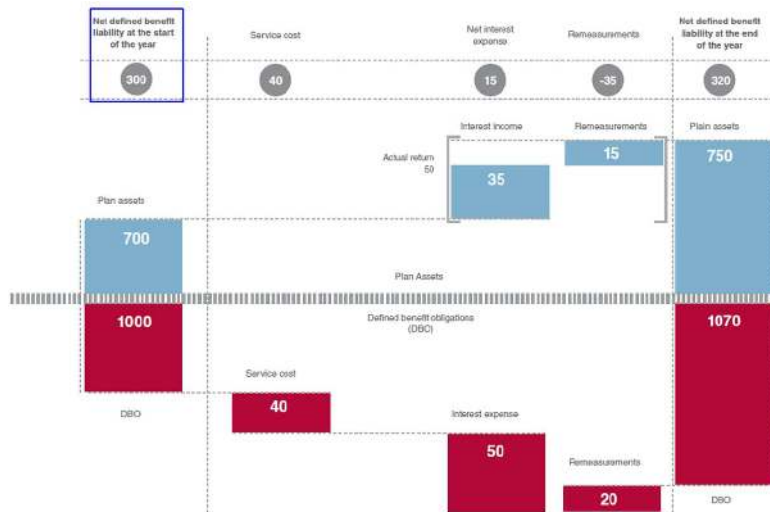 Net defined benefit
liability at the start
of the year
Service cost
Net interest
expense
Remeasurements
Net defined benefit
liability at the end
of the year
300
40
15
-35
320
Interest income
Remeasurements
Plain assets
Actual return
50
35
15
750
Plan assets
700
Plan Assets
1000
Defined benefit obligations
(DBO)
1070
Service cost
40
DBO
Interest expense
50
Remeasurements
20
DBO